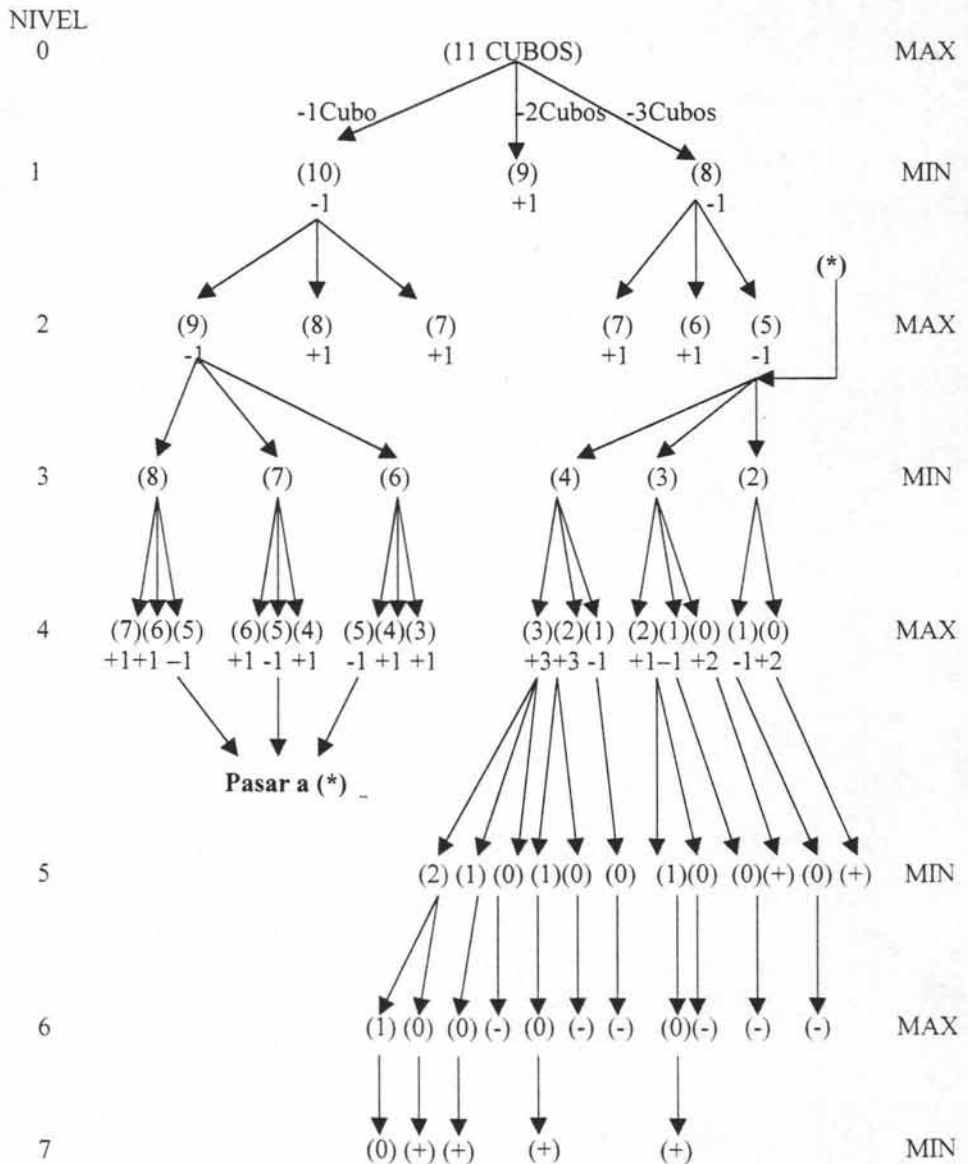 NIVEL
0 (11 CUBOS) MAX
-1Cubo -2Cubos -3Cubos
1 (10) (9) (8) MIN
-1 +1 -1
(*)
2 (9) (8) (7) (7) (6) (5) MAX
-1 +1 +1 +1 +1 -1
3 (8) (7) (6) (4) (3) (2) MIN
4 (7)(6)(5) (6)(5)(4) (5)(4)(3) (3)(2)(1) (2)(1)(0) (1)(0) MAX
+1+1 –1 +1 -1 +1 -1 +1 +1 +3+3 -1 +1–1 +2 -1+2
Pasar a (*)
5 (2) (1) (0) (1)(0) (0) (1)(0) (0)(+) (0) (+) MIN
6 (1) (0) (0) (-) (0) (-) (-) (0)(-) (-) (-) MAX
7 (0) (+) (+) (+) (+) MIN